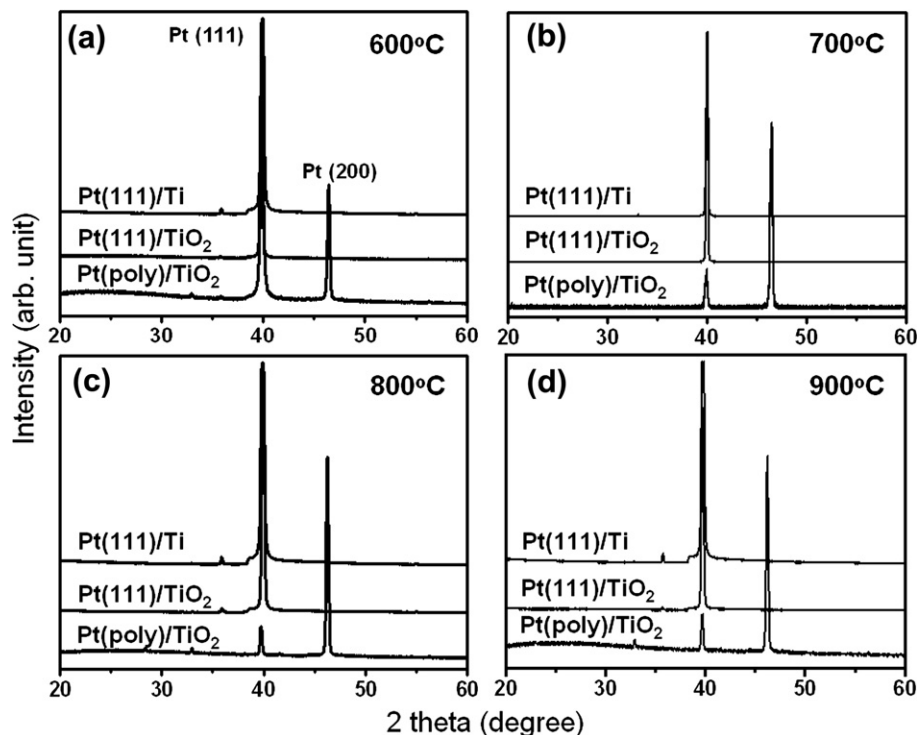 (a)
Pt (111)
600°C
Pt (200)
Pt(111)/Ti
Pt(111)/TiO₂
Pt(poly)/TiO₂
20 30 40 50 60
(b)
700°C
Pt(111)/Ti
Pt(111)/TiO₂
Pt(poly)/TiO₂
20 30 40 50 60
Intensity (arb. unit)
(c)
800°C
Pt(111)/Ti
Pt(111)/TiO₂
Pt(poly)/TiO₂
20 30 40 50 60
(d)
900°C
Pt(111)/Ti
Pt(111)/TiO₂
Pt(poly)/TiO₂
20 30 40 50 60
2 theta (degree)